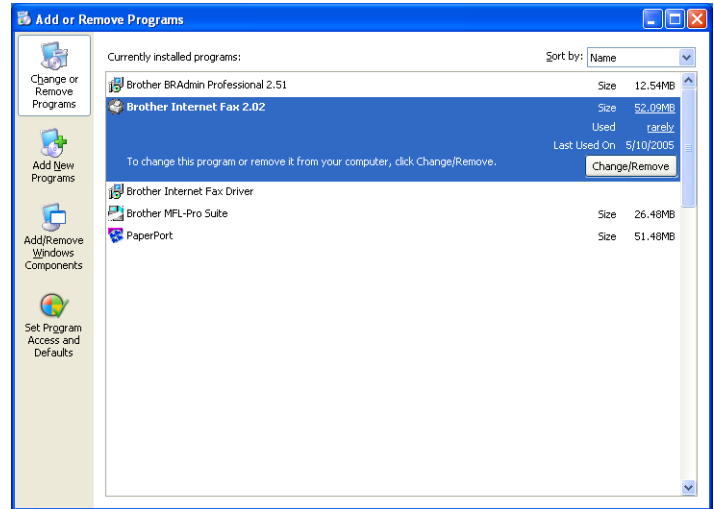 Add or Remove Programs
Change or
Remove
Programs
Add New
Programs
Add/Remove
Windows
Components
Set Program
Access and
Defaults
Currently installed programs: Sort by: Name
Brother BRAdmin Professional 2.51 Size 12.54MB
Brother Internet Fax 2.02 Size 52.09MB
Used rarely
Last Used On 5/10/2005
To change this program or remove it from your computer, click Change/Remove. Change/Remove
Brother Internet Fax Driver
Brother MFL-Pro Suite Size 26.48MB
PaperPort Size 51.48MB